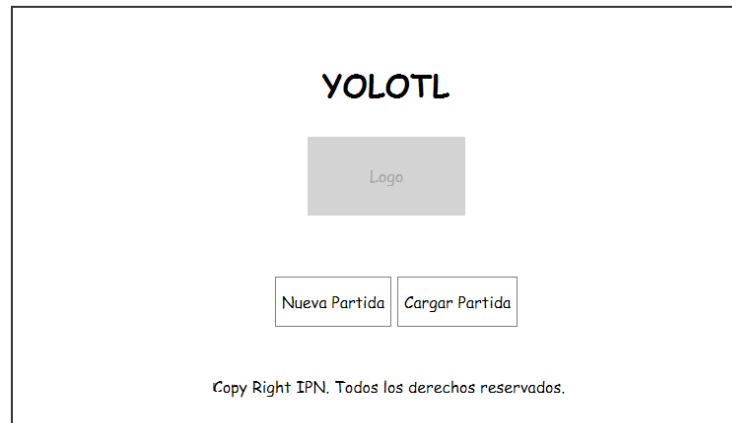 YOLOTL
Logo
Nueva Partida Cargar Partida
Copy Right IPN. Todos los derechos reservados.